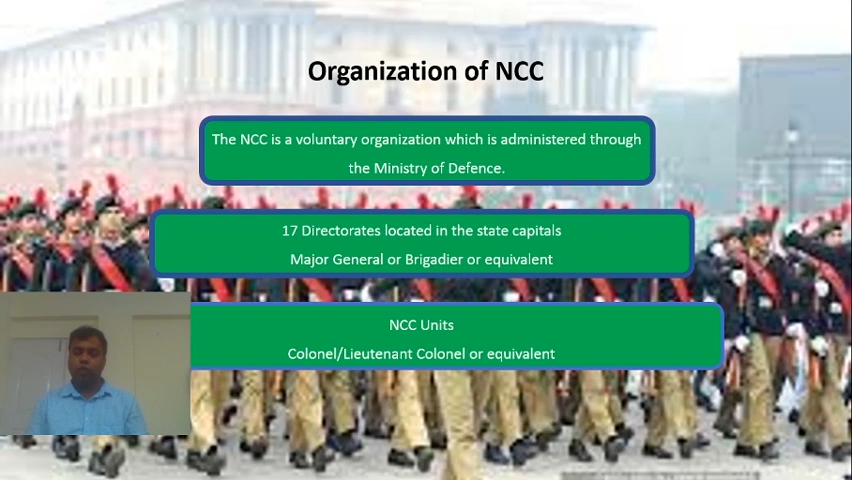 Organization of NCC
The NCC is a voluntary organization which is administered through
the Ministry of Defence.
17 Directorates located in the state capitals
Major General or Brigadier or equivalent
NCC Units
Colonel/Lieutenant Colonel or equivalent